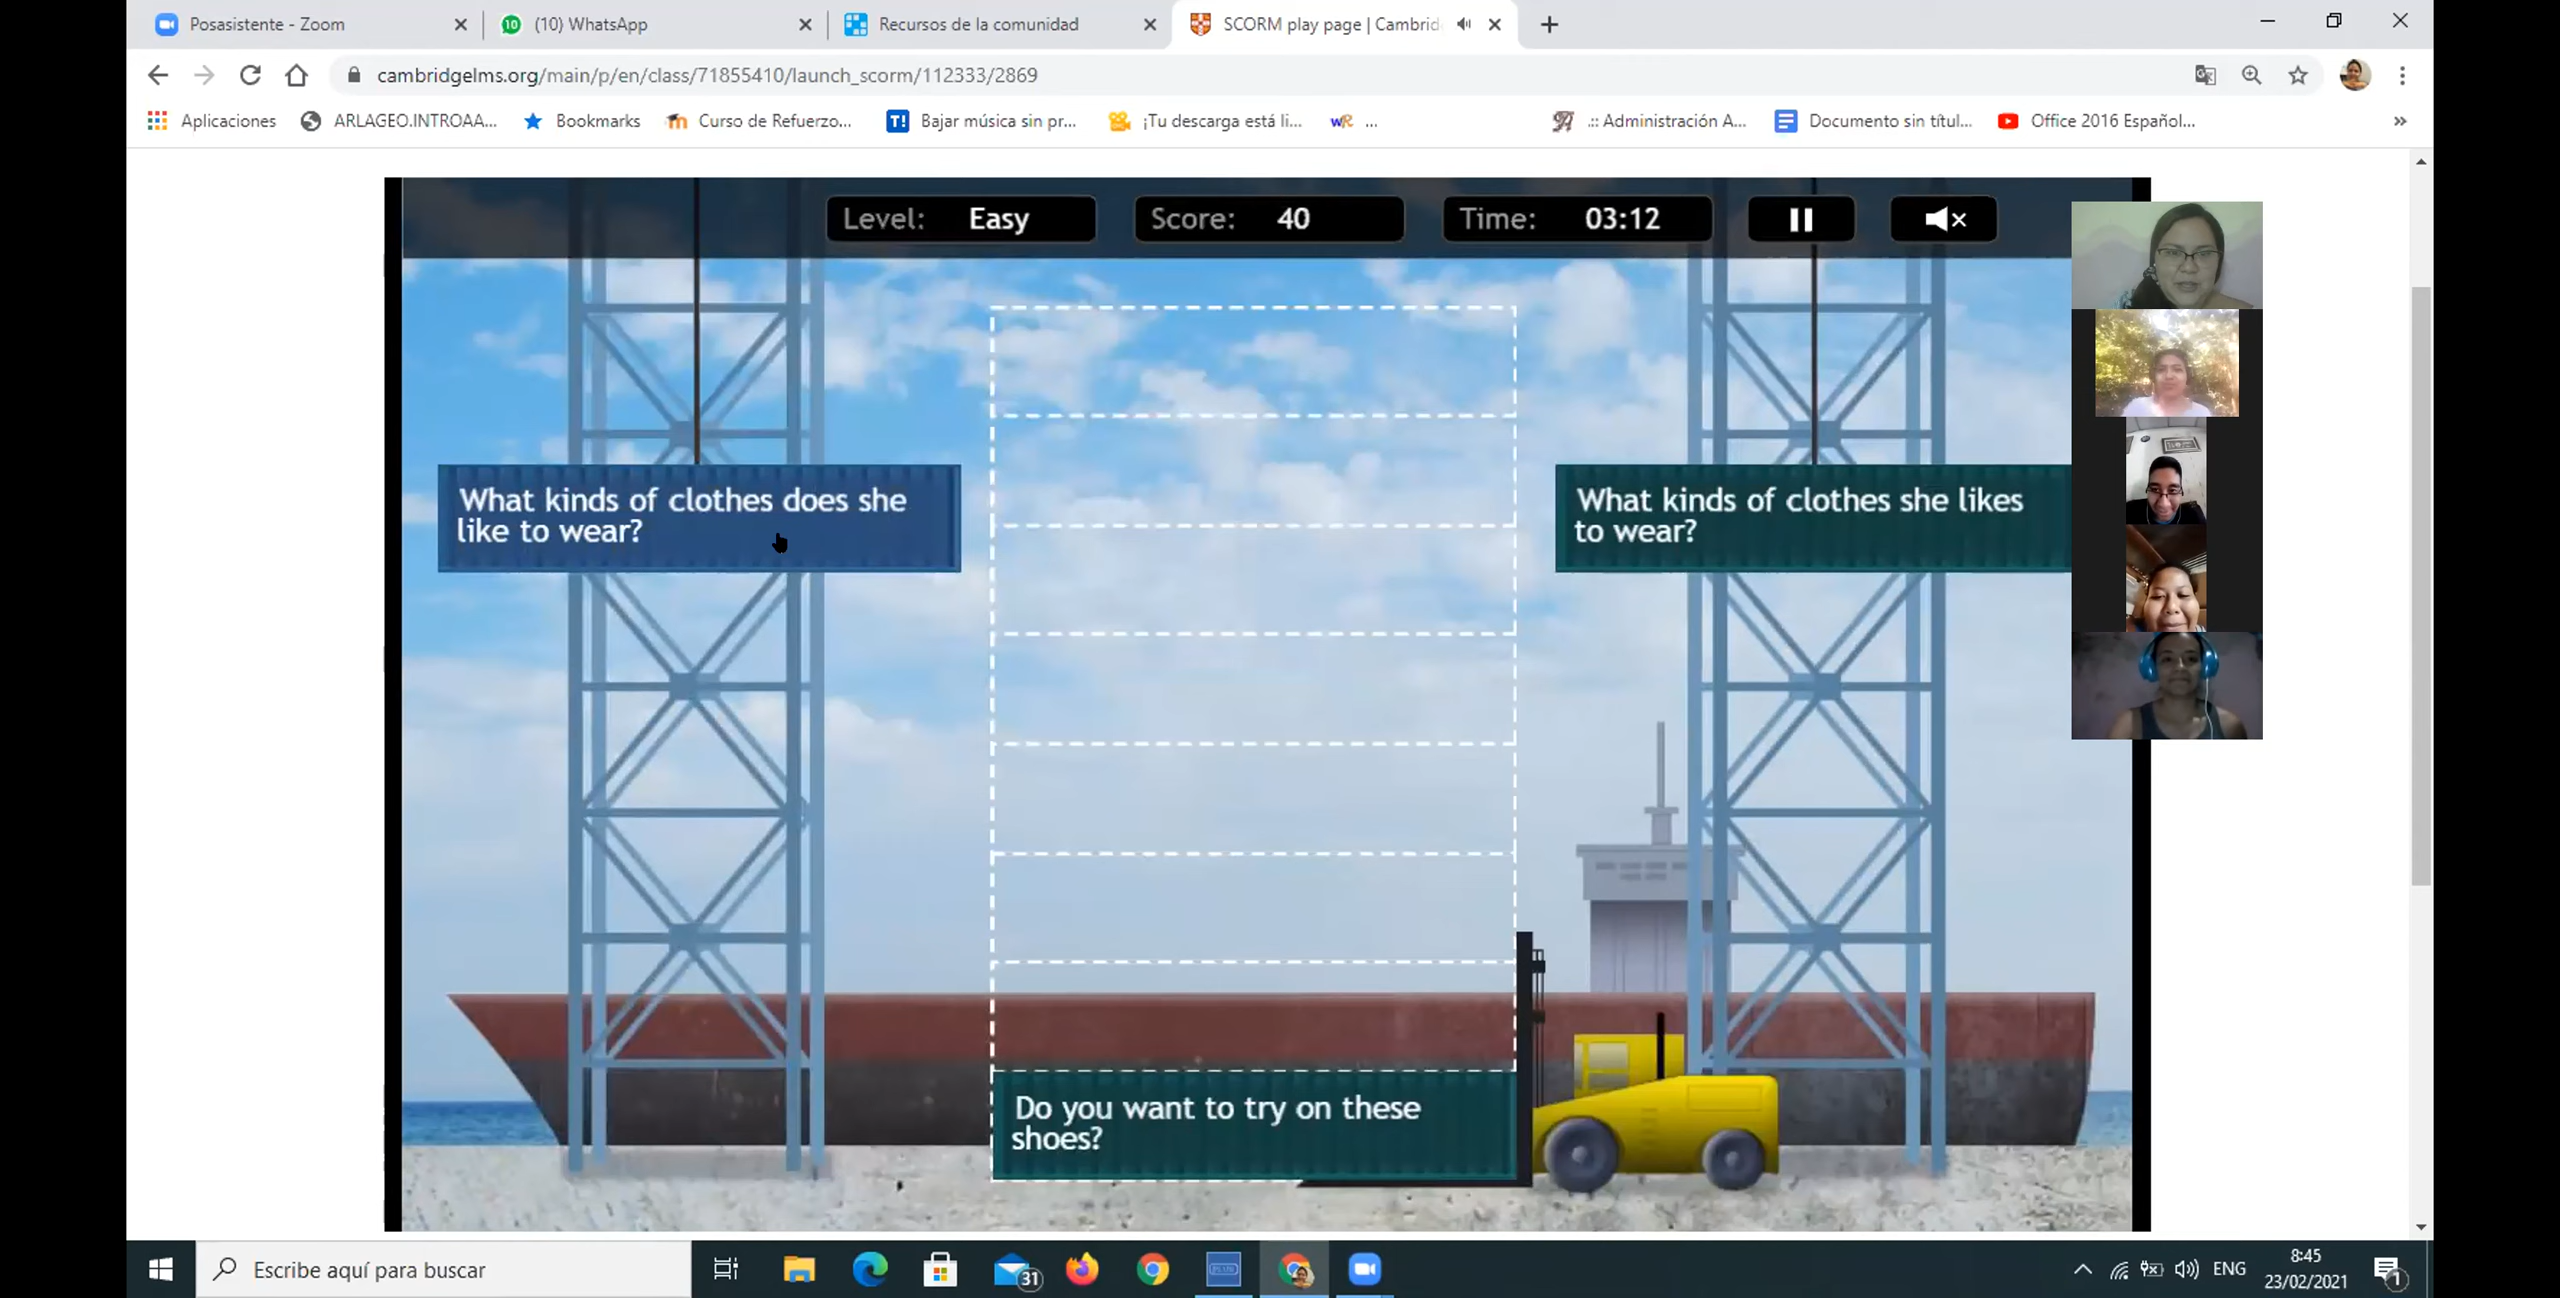 Posasistente - Zoom
(10) WhatsApp
Recursos de la comunidad
SCORM play page | Cambrid
cambridgelms.org/main/p/en/class/71855410/launch_scorm/112333/2869
Aplicaciones
ARLAGEO.INTROAA...
Bookmarks
Curso de Refuerzo...
Bajar música sin pr...
¡Tu descarga está li...
...
.:: Administración A...
Documento sin títul...
Office 2016 Español...
Level: Easy
Score: 40
Time: 03:12
What kinds of clothes does she
like to wear?
What kinds of clothes she likes
to wear?
Do you want to try on these
shoes?
Escribe aquí para buscar
31
ENG
8:45
23/02/2021
1